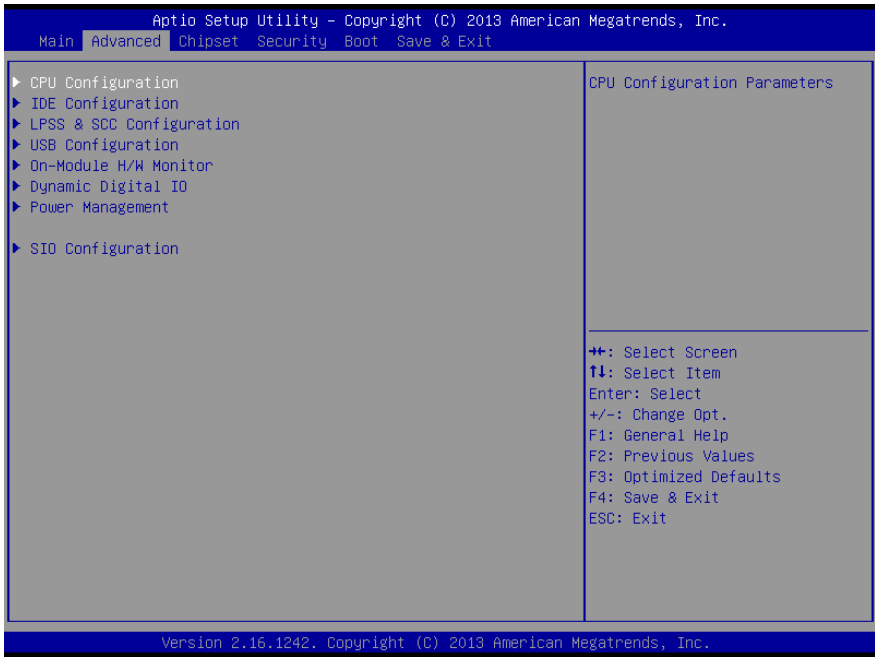 Aptio Setup Utility – Copyright (C) 2013 American Megatrends, Inc.
Main Advanced Chipset Security Boot Save & Exit
▶ CPU Configuration
▶ IDE Configuration
▶ LPSS & SCC Configuration
▶ USB Configuration
▶ On-Module H/W Monitor
▶ Dynamic Digital IO
▶ Power Management
▶ SIO Configuration
CPU Configuration Parameters
→←: Select Screen
↑↓: Select Item
Enter: Select
+/-: Change Opt.
F1: General Help
F2: Previous Values
F3: Optimized Defaults
F4: Save & Exit
ESC: Exit
Version 2.16.1242. Copyright (C) 2013 American Megatrends, Inc.